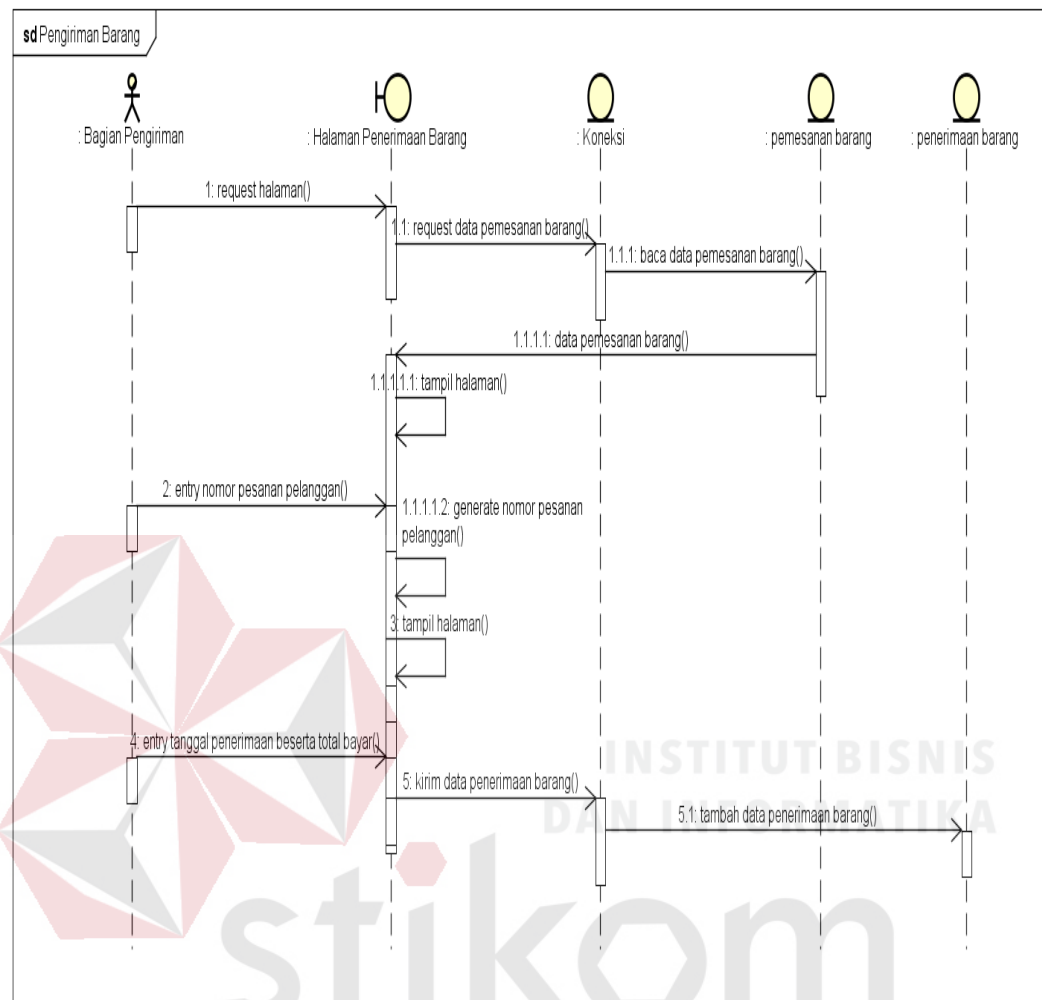 sd Pengiriman Barang
: Bagian Pengiriman
: Halaman Penerimaan Barang
: Koneksi
: pemesanan barang
: penerimaan barang
1: request halaman()
1.1: request data pemesanan barang()
1.1.1: baca data pemesanan barang()
1.1.1.1: data pemesanan barang()
1.1.1.1.1: tampil halaman()
2: entry nomor pesanan pelanggan()
1.1.1.1.2: generate nomor pesanan
pelanggan()
3: tampil halaman()
4: entry tanggal penerimaan beserta total bayar()
5: kirim data penerimaan barang()
5.1: tambah data penerimaan barang()
INSTITUT BISNIS
DAN INFORMATIKA
stikom